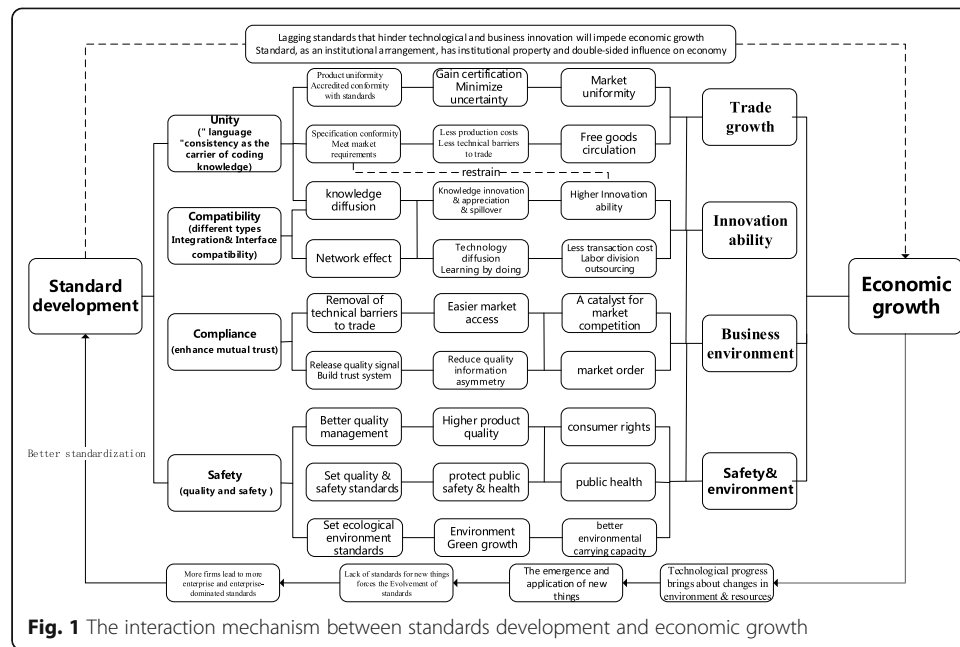 Lagging standards that hinder technological and business innovation will impede economic growth
Standard, as an institutional arrangement, has institutional property and double-sided influence on economy
Product uniformity
Accredited conformity
with standards
Gain certification
Minimize
uncertainty
Market
uniformity
Trade
growth
Unity
(" language
"consistency as the
carrier of coding
knowledge)
Specification conformity
Meet market
requirements
Less production costs
Less technical barriers
to trade
Free goods
circulation
restrain
knowledge
diffusion
Knowledge innovation
& appreciation
& spillover
Higher Innovation
ability
Innovation
ability
Compatibility
(different types
Integration& Interface
compatibility)
Network effect
Technology
diffusion
Learning by doing
Less transaction cost
Labor division
outsourcing
Standard
development
Economic
growth
Removal of
technical barriers
to trade
Easier market
access
A catalyst for
market
competition
Compliance
(enhance mutual trust)
Business
environment
Release quality signal
Build trust system
Reduce quality
information
asymmetry
market order
Better quality
management
Higher product
quality
consumer rights
Better standardization
Safety
(quality and safety )
Set quality &
safety standards
protect public
safety & health
public health
Safety&
environment
Set ecological
environment
standards
Environment
Green growth
better
environmental
carrying capacity
More firms lead to more
enterprise and enterprise-
dominated standards
Lack of standards for new things
forces the Evolvement of
standards
The emergence and
application of new
things
Technological progress
brings about changes in
environment & resources
Fig. 1 The interaction mechanism between standards development and economic growth